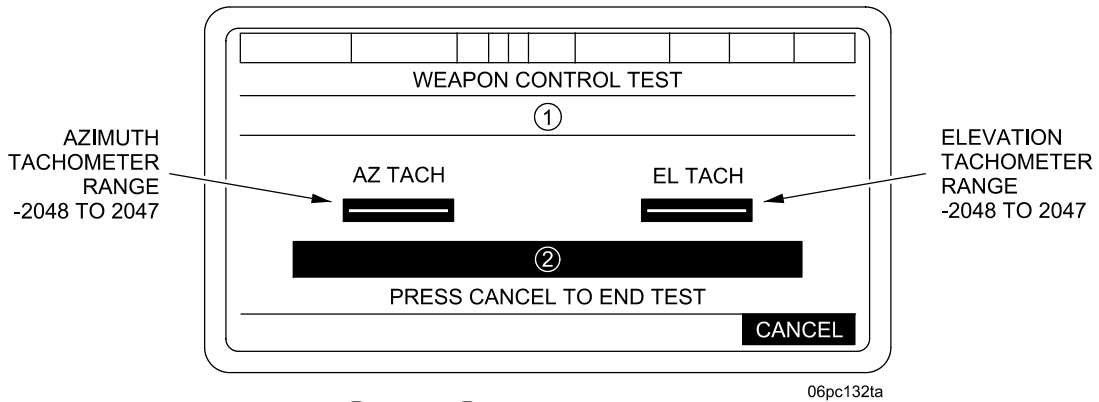 WEAPON CONTROL TEST
①
AZIMUTH
TACHOMETER
RANGE
-2048 TO 2047
AZ TACH
EL TACH
ELEVATION
TACHOMETER
RANGE
-2048 TO 2047
②
PRESS CANCEL TO END TEST
CANCEL
06pc132ta